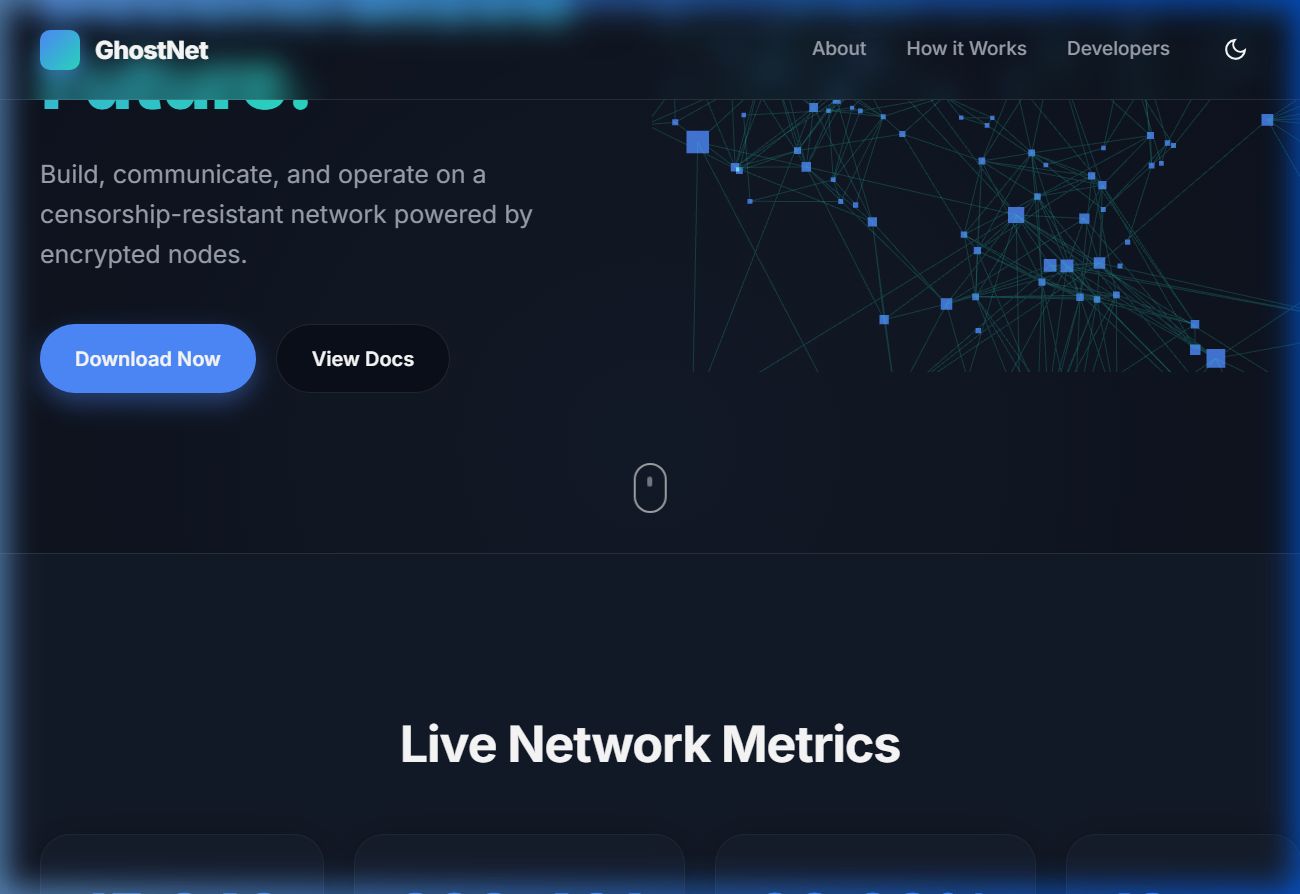 GhostNet
About
How it Works
Developers
Build, communicate, and operate on a
censorship-resistant network powered by
encrypted nodes.
Download Now
View Docs
Live Network Metrics